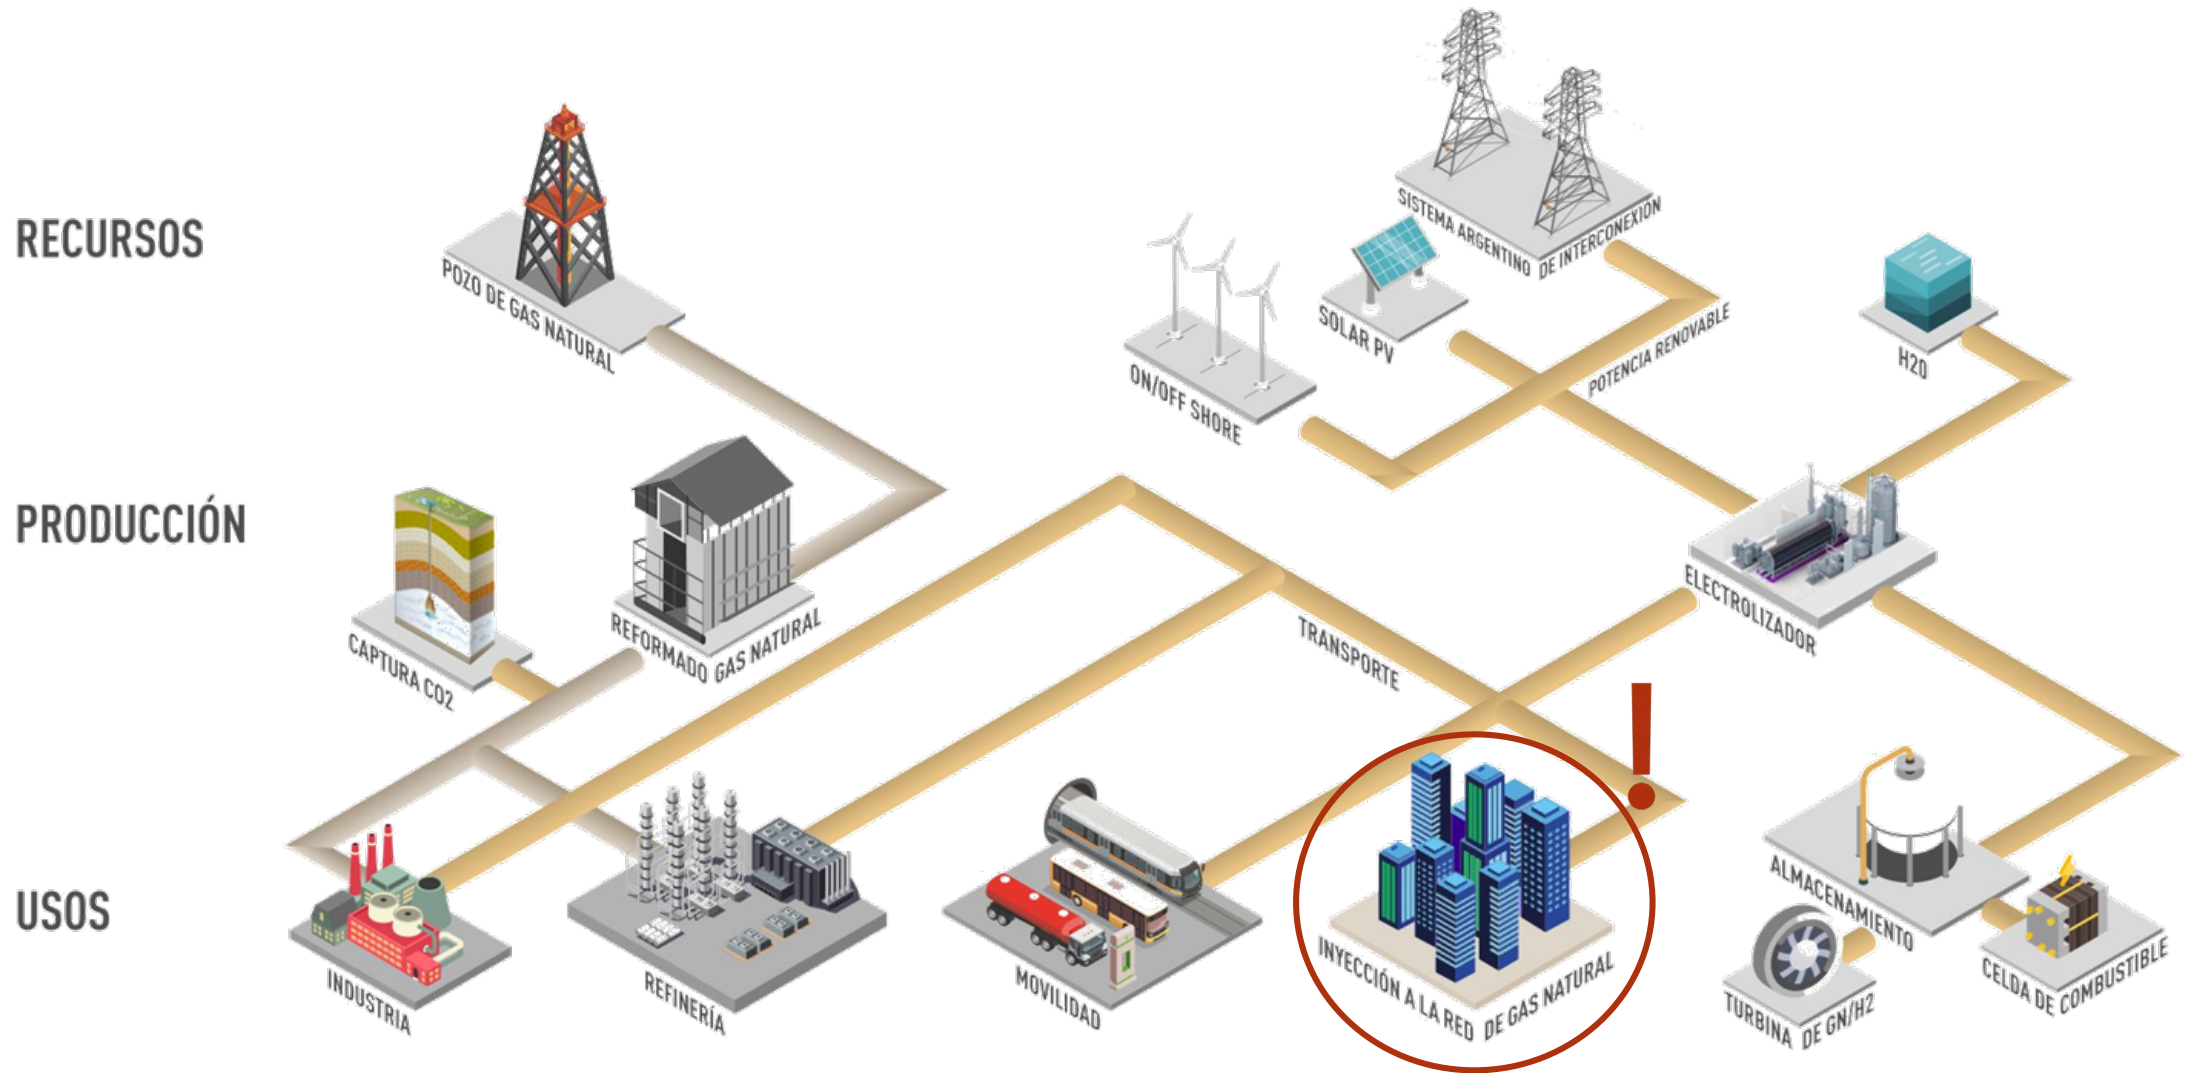 SISTEMA ARGENTINO DE INTERCONEXIÓN
RECURSOS
POZO DE GAS NATURAL
SOLAR PV
ON/OFF SHORE
POTENCIA RENOVABLE
H2O
PRODUCCIÓN
CAPTURA CO2
REFORMADO GAS NATURAL
TRANSPORTE
ELECTROLIZADOR
!
USOS
INDUSTRIA
REFINERÍA
MOVILIDAD
INYECCIÓN A LA RED DE GAS NATURAL
ALMACENAMIENTO
TURBINA DE GN/H2
CELDA DE COMBUSTIBLE